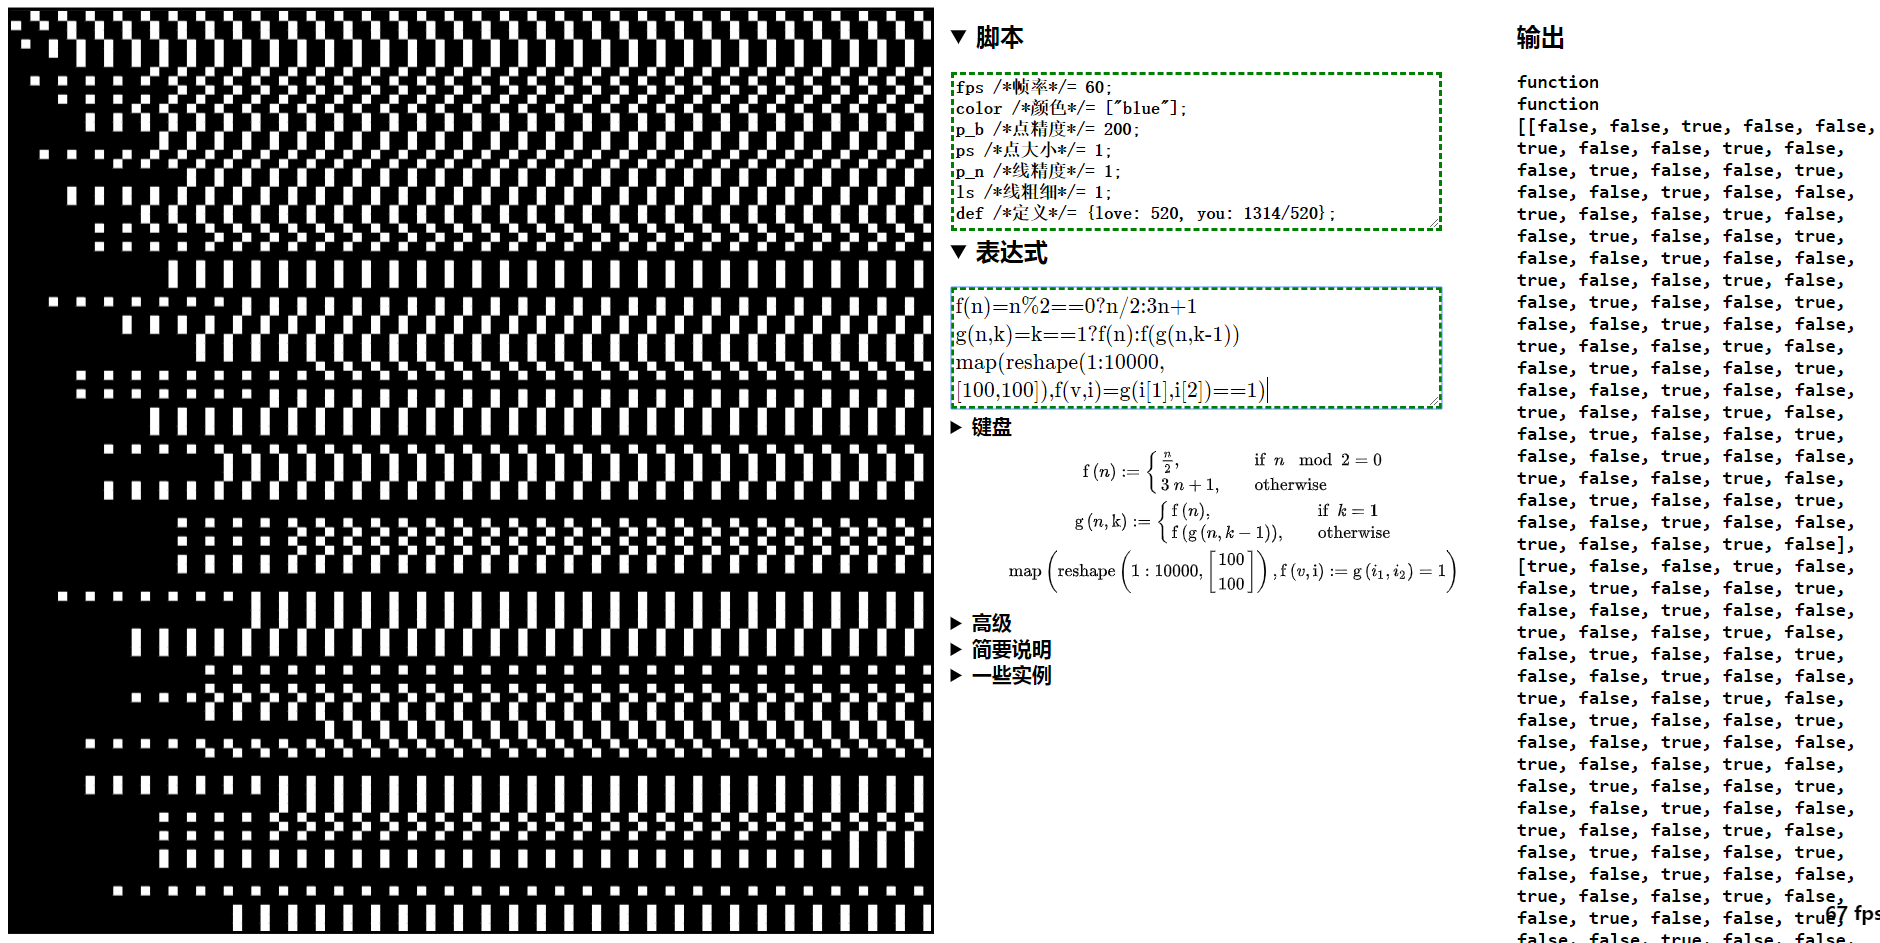 ▼ 脚本
fps /*帧率*/= 60;
color /*颜色*/= ["blue"];
p_b /*点精度*/= 200;
ps /*点大小*/= 1;
p_n /*线精度*/= 1;
ls /*线粗细*/= 1;
def /*定义*/= {love: 520, you: 1314/520};
▼ 表达式
f(n)=n%2==0?n/2:3n+1
g(n,k)=k==1?f(n):f(g(n,k-1))
map(reshape(1:10000,
[100,100]),f(v,i)=g(i[1],i[2])==1)
▶ 键盘
f (n) := { n/2, if n mod 2 = 0
3 n + 1, otherwise
g (n, k) := { f (n), if k = 1
f (g (n, k − 1)), otherwise
map (reshape (1 : 10000, [100 100]), f (v, i) := g (i₁, i₂) = 1)
▶ 高级
▶ 简要说明
▶ 一些实例
输出
function
function
[[false, false, true, false, false,
true, false, false, true, false,
false, true, false, false, true,
false, false, true, false, false,
true, false, false, true, false,
false, true, false, false, true,
false, false, true, false, false,
true, false, false, true, false,
false, true, false, false, true,
false, false, true, false, false,
true, false, false, true, false,
false, true, false, false, true,
false, false, true, false, false,
true, false, false, true, false,
false, true, false, false, true,
false, false, true, false, false,
true, false, false, true, false,
false, true, false, false, true,
false, false, true, false, false,
true, false, false, true, false],
[true, false, false, true, false,
false, true, false, false, true,
false, false, true, false, false,
true, false, false, true, false,
false, true, false, false, true,
false, false, true, false, false,
true, false, false, true, false,
false, true, false, false, true,
false, false, true, false, false,
true, false, false, true, false,
false, true, false, false, true,
false, false, true, false, false,
true, false, false, true, false,
false, true, false, false, true,
false, false, true, false, false,
true, false, false, true, false,
false, true, false, false, true,
false, false, true, false, false,
67 fps